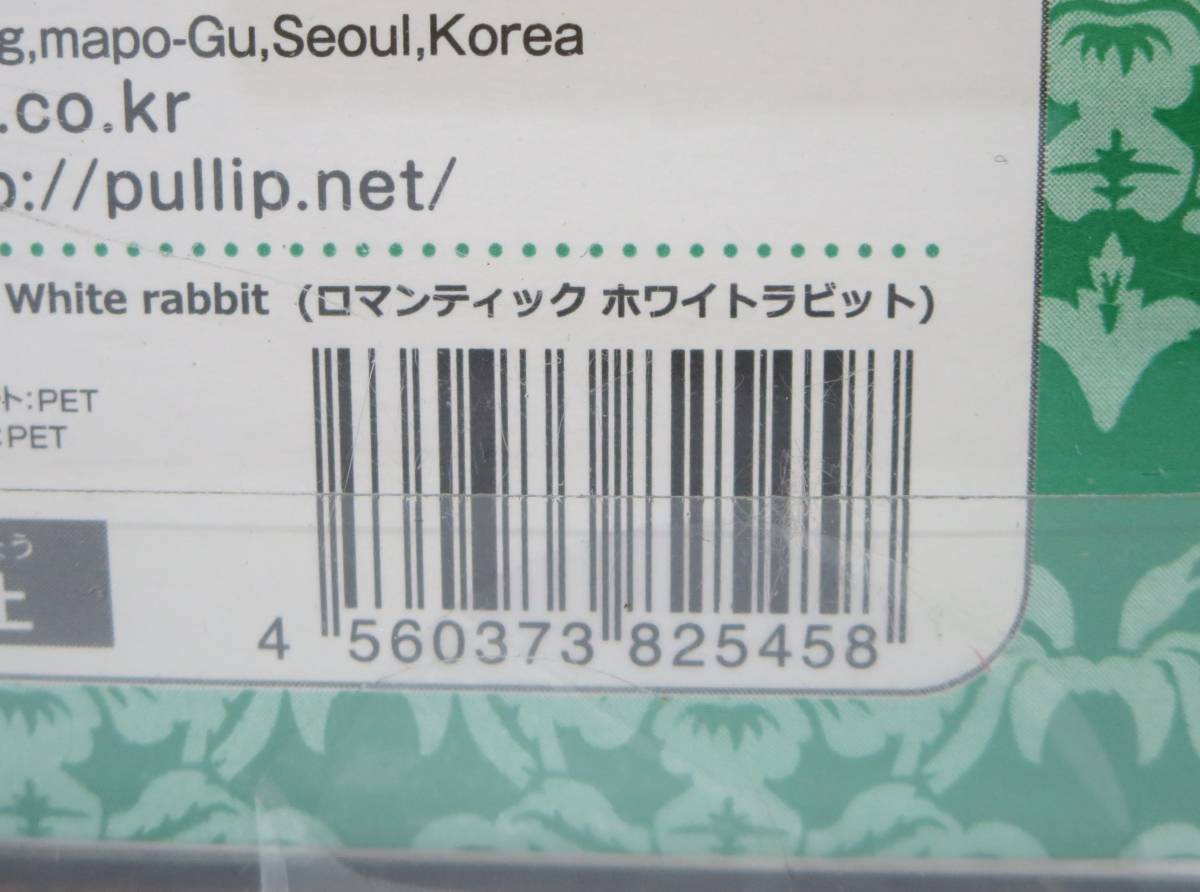 g,mapo-Gu,Seoul,Korea
.co.kr
p://pullip.net/
White rabbit (ロマンティック ホワイトラビット)
ト:PET
:PET
4 560373 825458